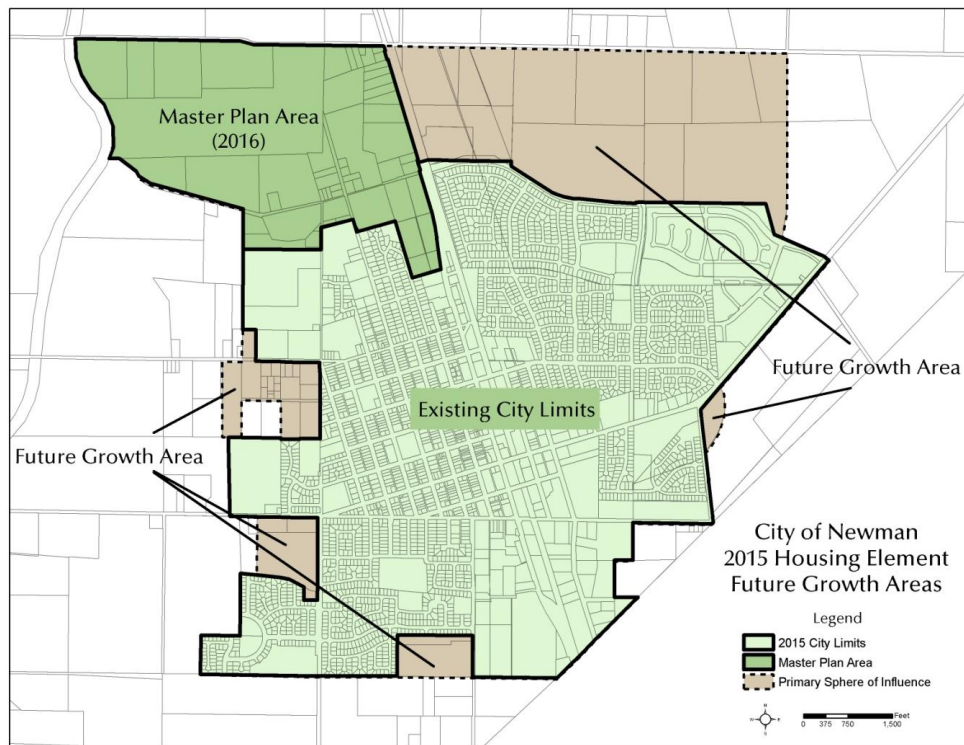 Master Plan Area
(2016)
Future Growth Area
Existing City Limits
Future Growth Area
City of Newman
2015 Housing Element
Future Growth Areas
Legend
2015 City Limits
Master Plan Area
Primary Sphere of Influence
N
W E
S
Feet
0 375 750 1,500